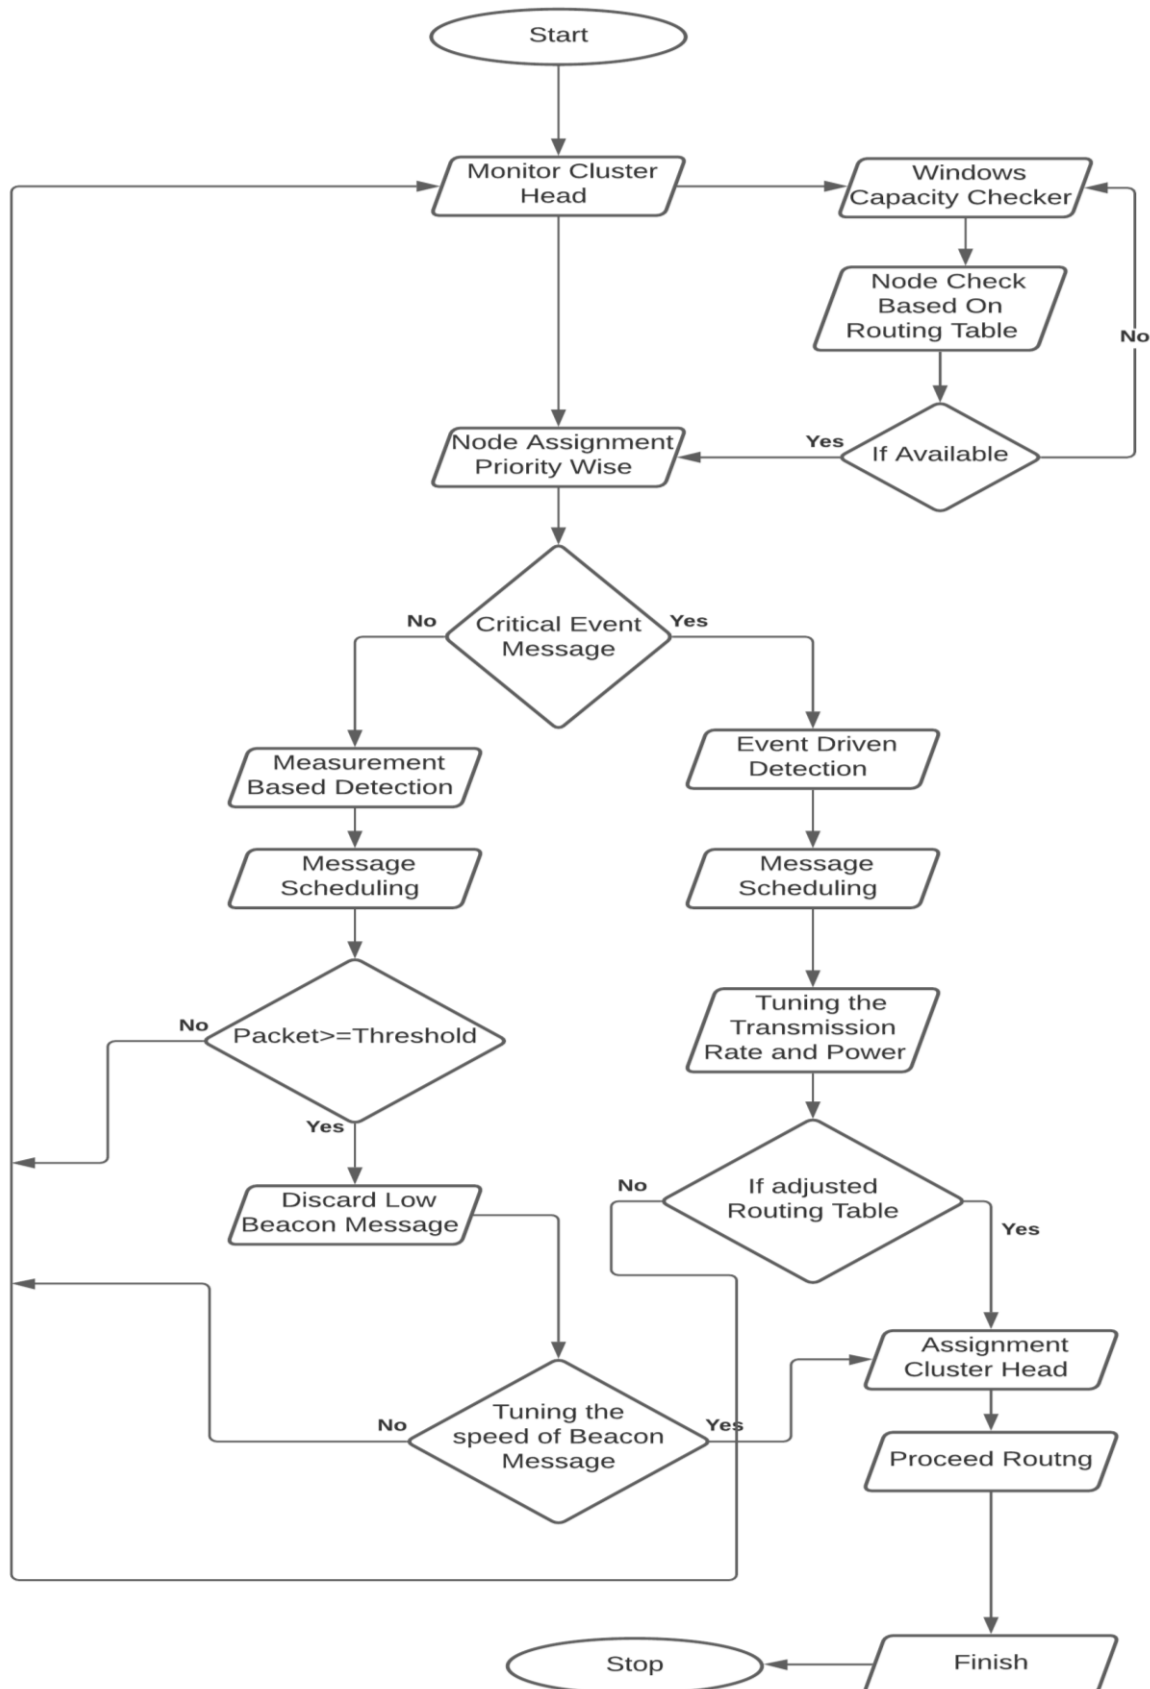 Start
Monitor Cluster
Head
Windows
Capacity Checker
Node Check
Based On
Routing Table
No
Node Assignment
Priority Wise
Yes
If Available
No
Critical Event
Message
Yes
Measurement
Based Detection
Event Driven
Detection
Message
Scheduling
Message
Scheduling
No
Packet>=Threshold
Yes
Tuning the
Transmission
Rate and Power
Discard Low
Beacon Message
No
If adjusted
Routing Table
Yes
Assignment
Cluster Head
No
Tuning the
speed of Beacon
Message
Yes
Proceed Routng
Stop
Finish